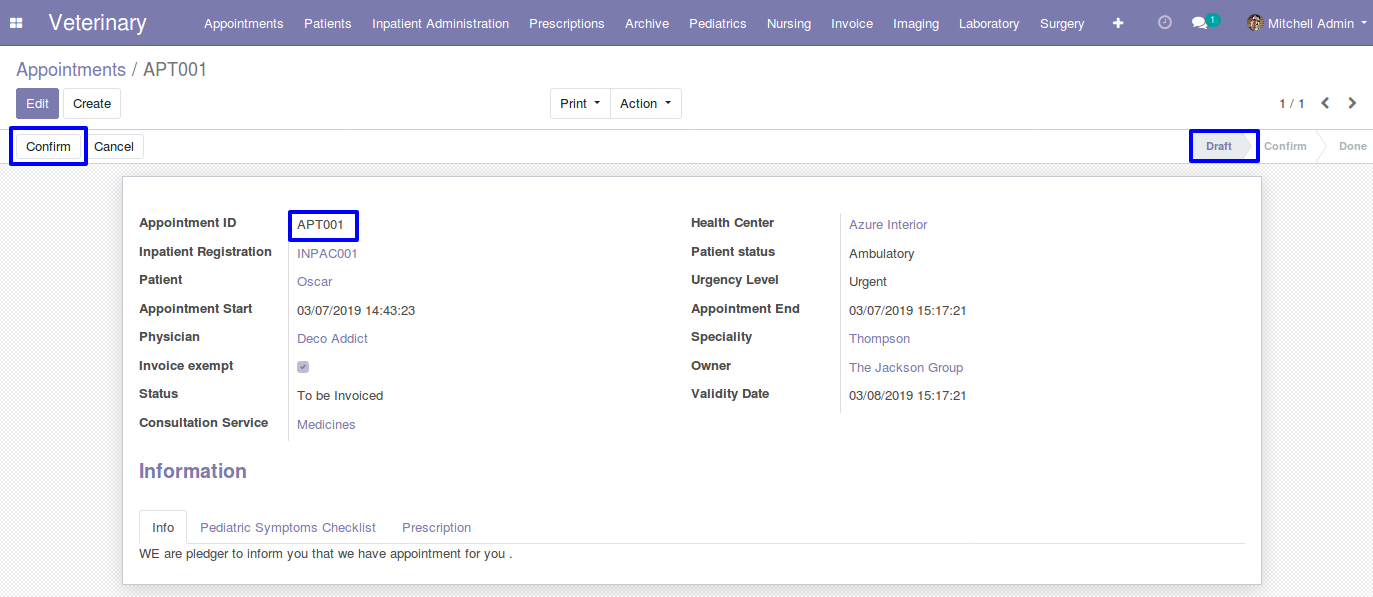 Veterinary Appointments Patients Inpatient Administration Prescriptions Archive Pediatrics Nursing Invoice Imaging Laboratory Surgery + 1 Mitchell Admin
Appointments / APT001
Edit Create Print Action 1 / 1
Confirm Cancel Draft Confirm Done
Appointment ID APT001 Health Center Azure Interior
Inpatient Registration INPAC001 Patient status Ambulatory
Patient Oscar Urgency Level Urgent
Appointment Start 03/07/2019 14:43:23 Appointment End 03/07/2019 15:17:21
Physician Deco Addict Speciality Thompson
Invoice exempt Owner The Jackson Group
Status To be Invoiced Validity Date 03/08/2019 15:17:21
Consultation Service Medicines
Information
Info Pediatric Symptoms Checklist Prescription
WE are pledger to inform you that we have appointment for you .